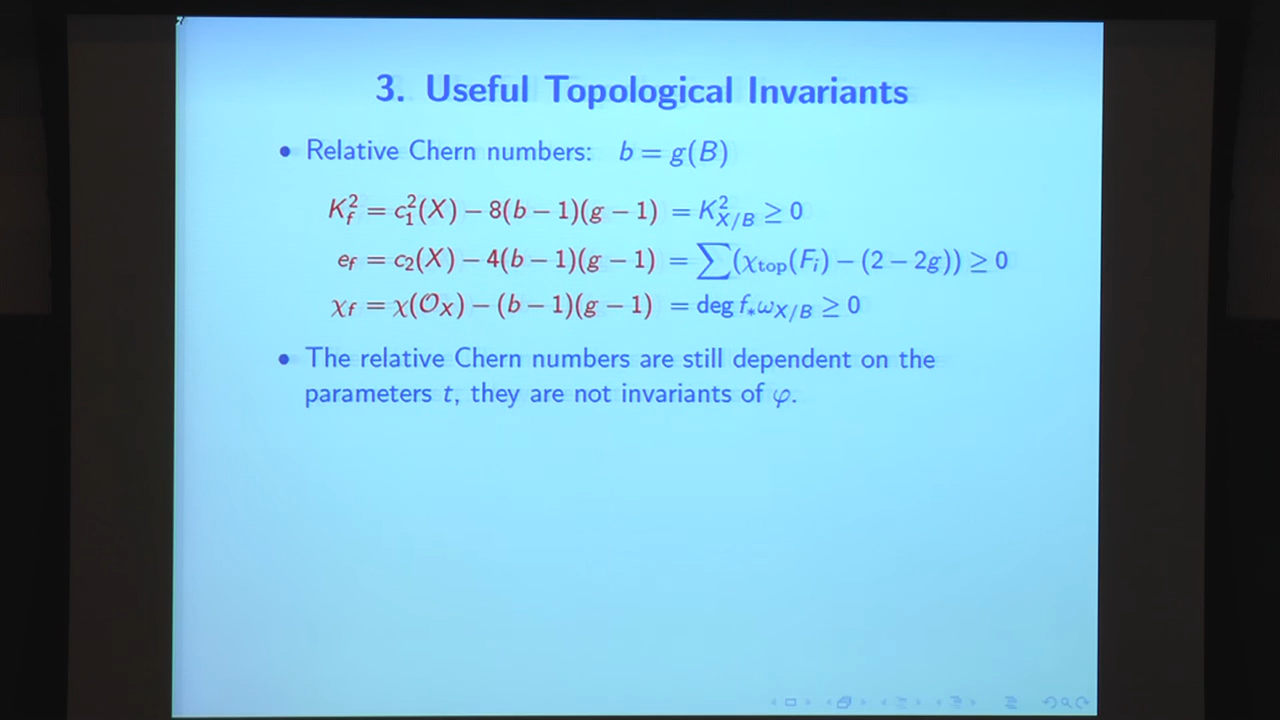 3. Useful Topological Invariants
• Relative Chern numbers: b = g(B)
K_f^2 = c_1^2(X) − 8(b − 1)(g − 1) = K_{X/B}^2 ≥ 0
e_f = c_2(X) − 4(b − 1)(g − 1) = ∑(χ_top(F_i) − (2 − 2g)) ≥ 0
χ_f = χ(𝒪_X) − (b − 1)(g − 1) = deg f_*ω_{X/B} ≥ 0
• The relative Chern numbers are still dependent on the
parameters t, they are not invariants of φ.